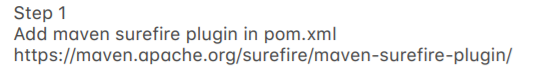 Step 1
Add maven surefire plugin in pom.xml
https://maven.apache.org/surefire/maven-surefire-plugin/